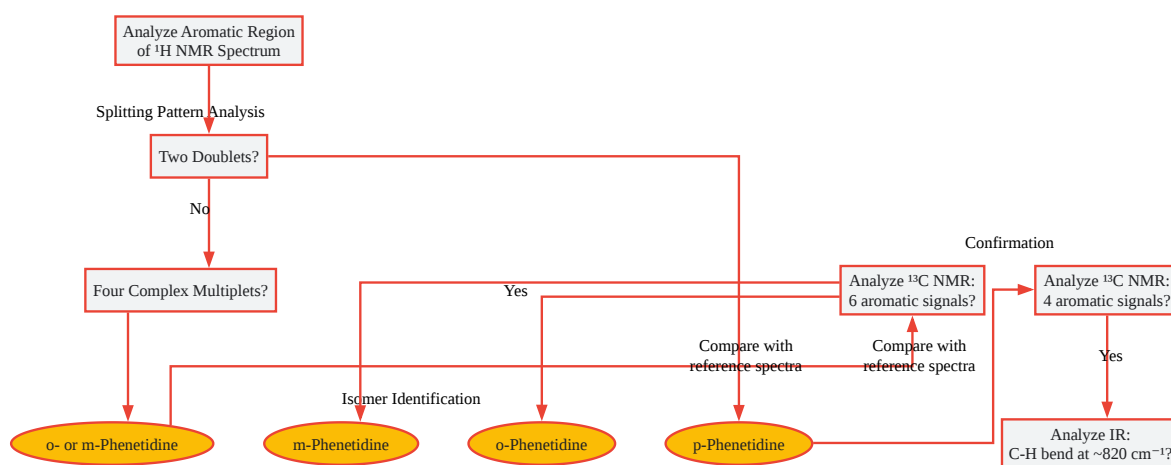 Analyze Aromatic Region
of ¹H NMR Spectrum
Splitting Pattern Analysis
Two Doublets?
No
Four Complex Multiplets?
Confirmation
Analyze ¹³C NMR:
6 aromatic signals?
Analyze ¹³C NMR:
4 aromatic signals?
Yes
Compare with
reference spectra
Compare with
reference spectra
Yes
Isomer Identification
o- or m-Phenetidine
m-Phenetidine
o-Phenetidine
p-Phenetidine
Analyze IR:
C-H bend at ~820 cm⁻¹?